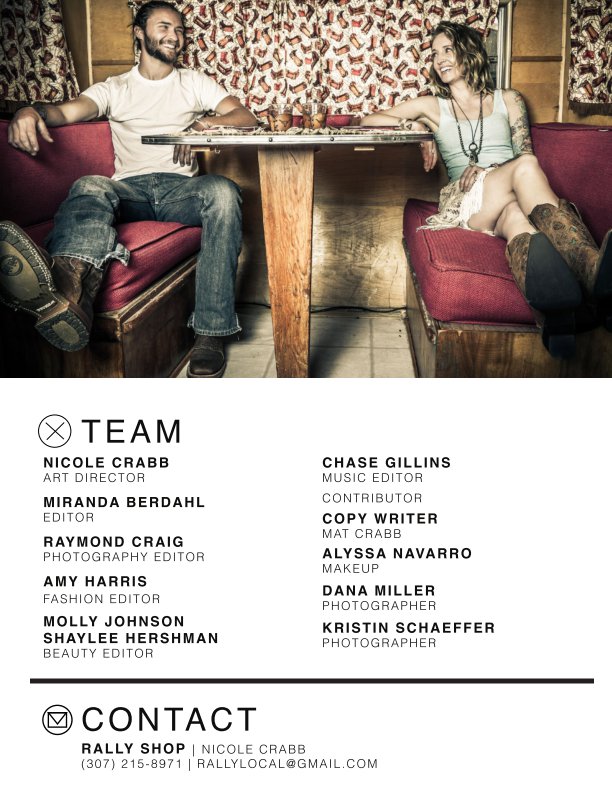 TEAM
NICOLE CRABB
ART DIRECTOR
MIRANDA BERDAHL
EDITOR
RAYMOND CRAIG
PHOTOGRAPHY EDITOR
AMY HARRIS
FASHION EDITOR
MOLLY JOHNSON
SHAYLEE HERSHMAN
BEAUTY EDITOR
CHASE GILLINS
MUSIC EDITOR
CONTRIBUTOR
COPY WRITER
MAT CRABB
ALYSSA NAVARRO
MAKEUP
DANA MILLER
PHOTOGRAPHER
KRISTIN SCHAEFFER
PHOTOGRAPHER
CONTACT
RALLY SHOP | NICOLE CRABB
(307) 215-8971 | RALLYLOCAL@GMAIL.COM